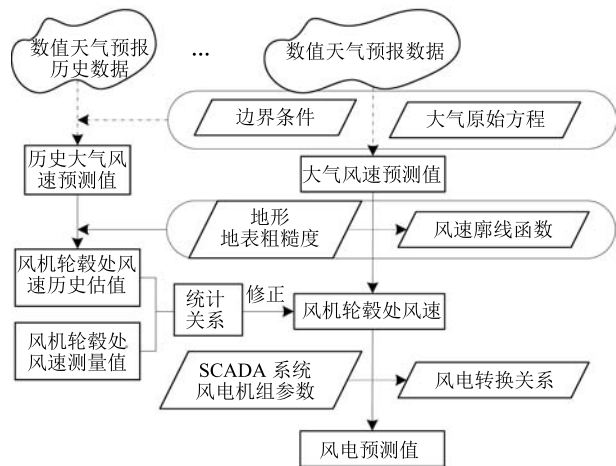 数值天气预报
历史数据
...
数值天气预报数据
边界条件
大气原始方程
历史大气风
速预测值
大气风速预测值
地形
地表粗糙度
风速廓线函数
风机轮毂处风
速历史估值
统计
关系
修正
风机轮毂处风速
风机轮毂处
风速测量值
SCADA 系统
风电机组参数
风电转换关系
风电预测值